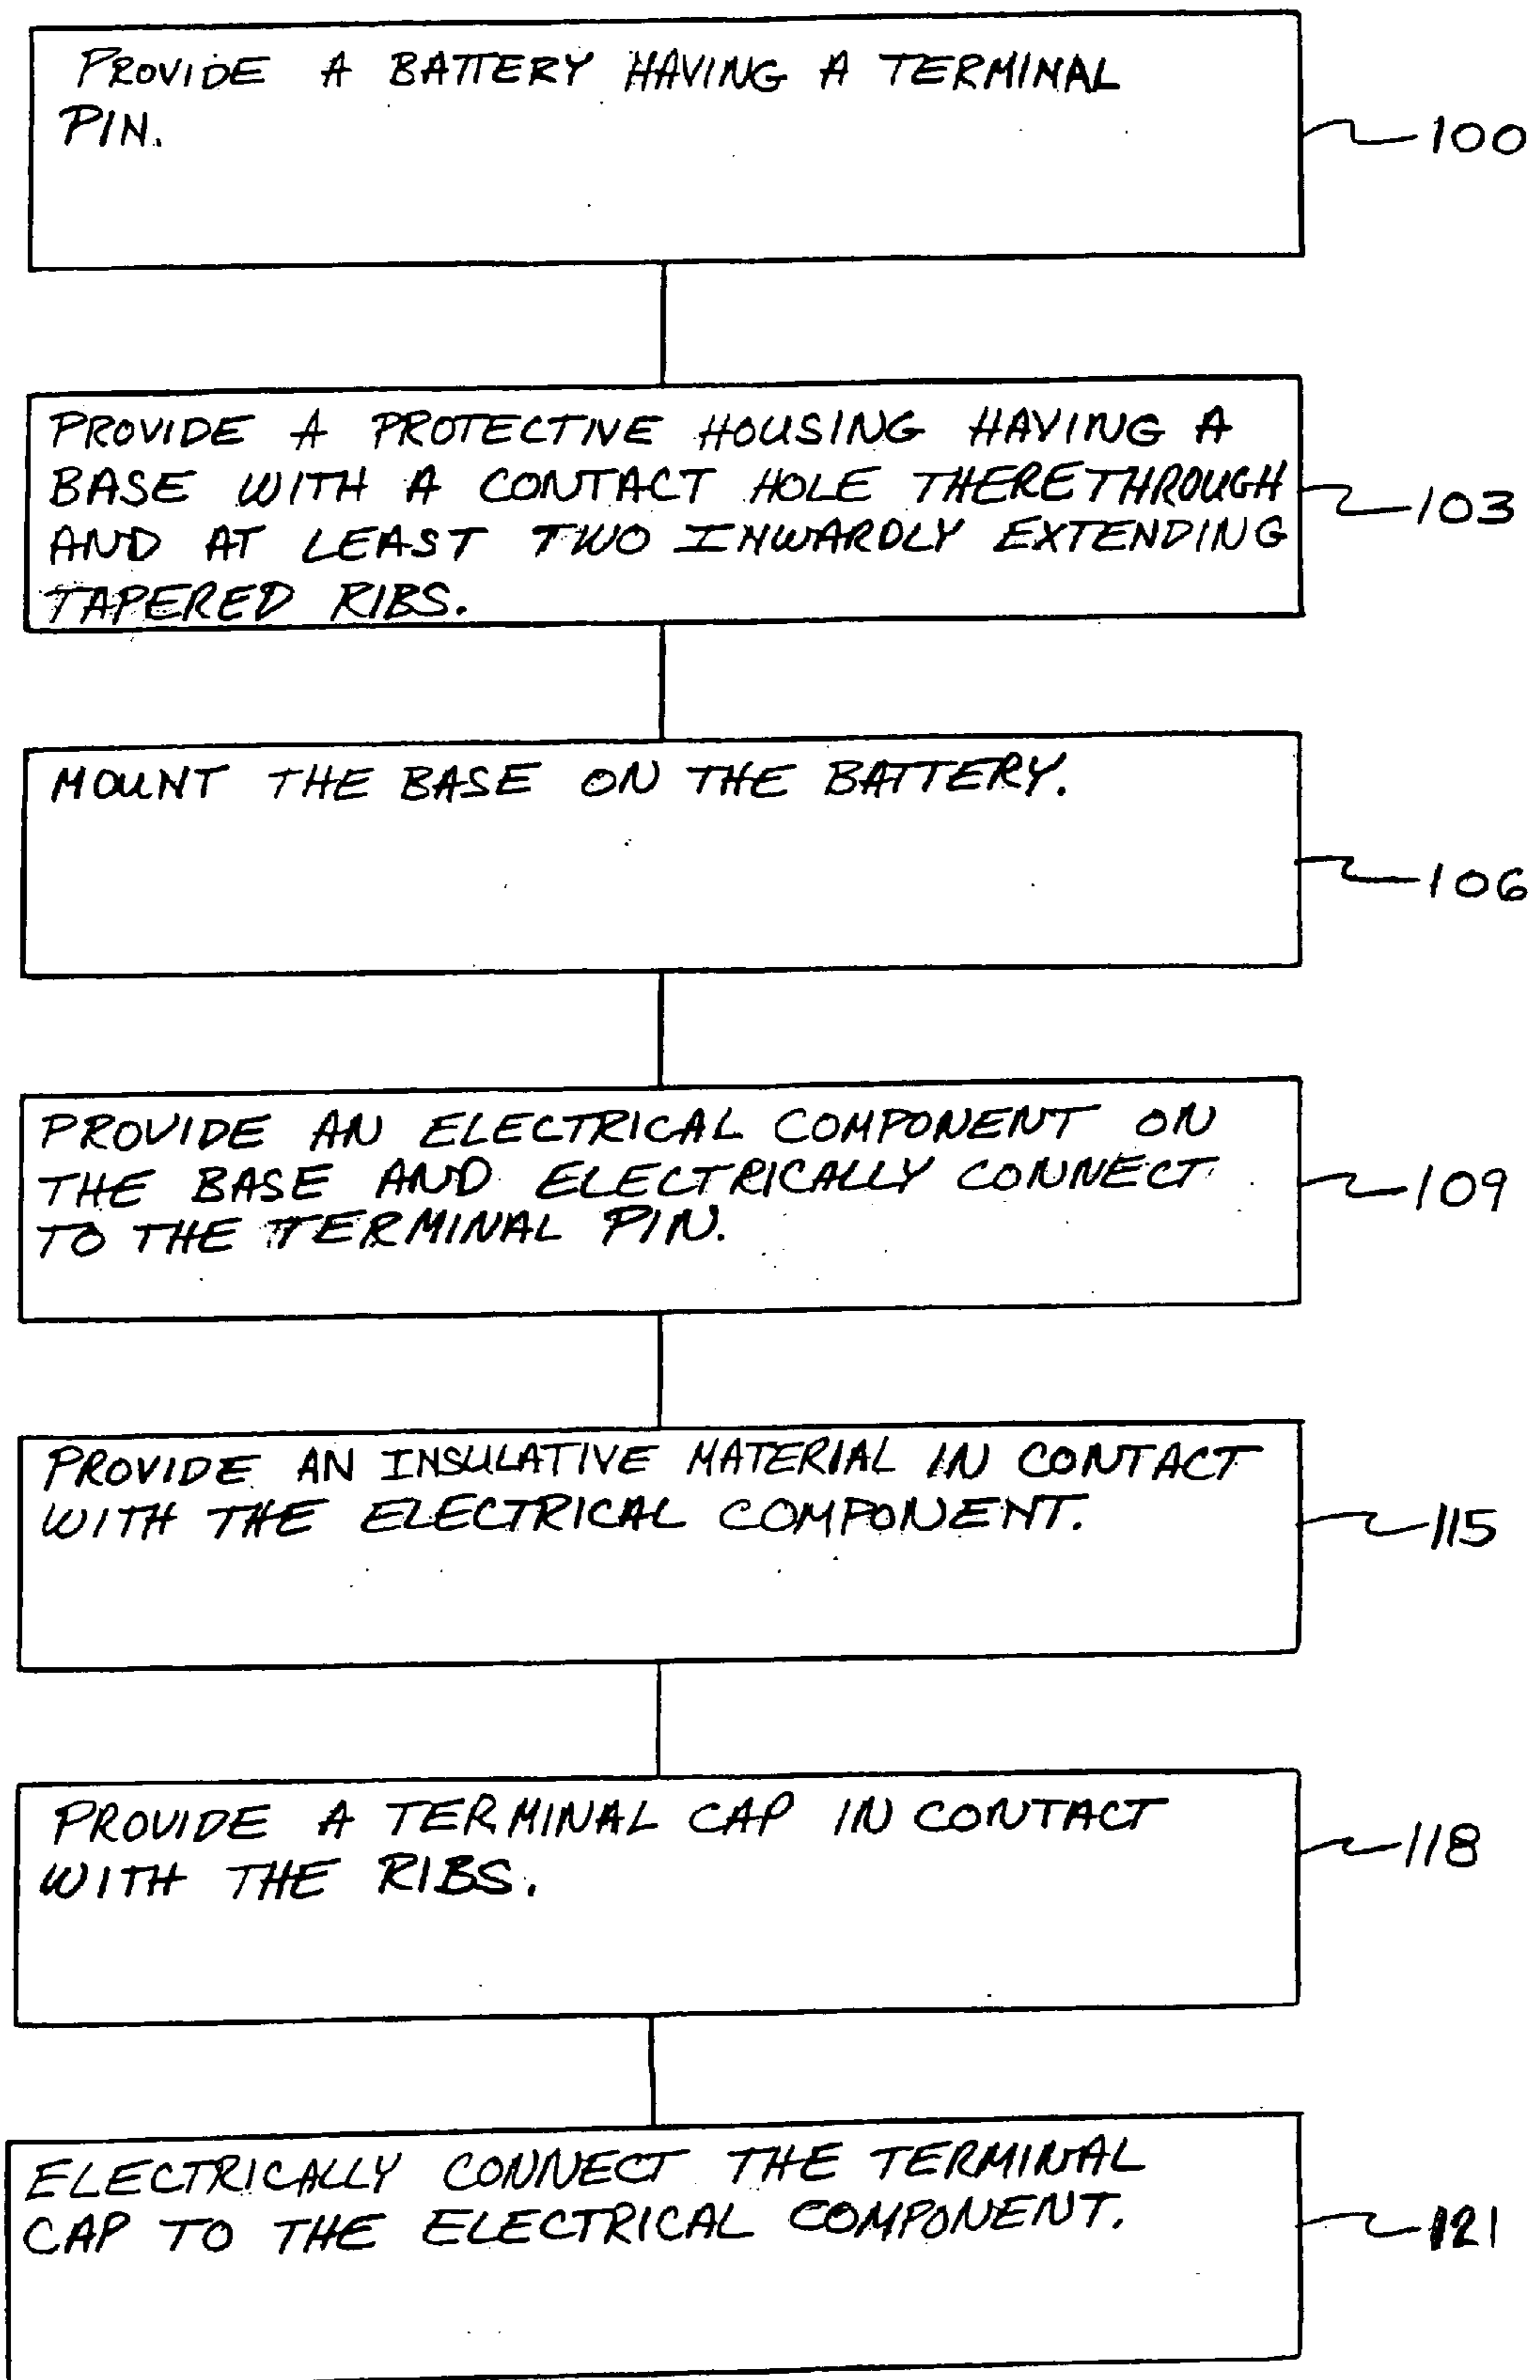 PROVIDE A BATTERY HAVING A TERMINAL
PIN.
100
PROVIDE A PROTECTIVE HOUSING HAVING A
BASE WITH A CONTACT HOLE THERETHROUGH
AND AT LEAST TWO INWARDLY EXTENDING
TAPERED RIBS.
103
MOUNT THE BASE ON THE BATTERY.
106
PROVIDE AN ELECTRICAL COMPONENT ON
THE BASE AND ELECTRICALLY CONNECT
TO THE TERMINAL PIN.
109
PROVIDE AN INSULATIVE MATERIAL IN CONTACT
WITH THE ELECTRICAL COMPONENT.
115
PROVIDE A TERMINAL CAP IN CONTACT
WITH THE RIBS.
118
ELECTRICALLY CONNECT THE TERMINAL
CAP TO THE ELECTRICAL COMPONENT.
121